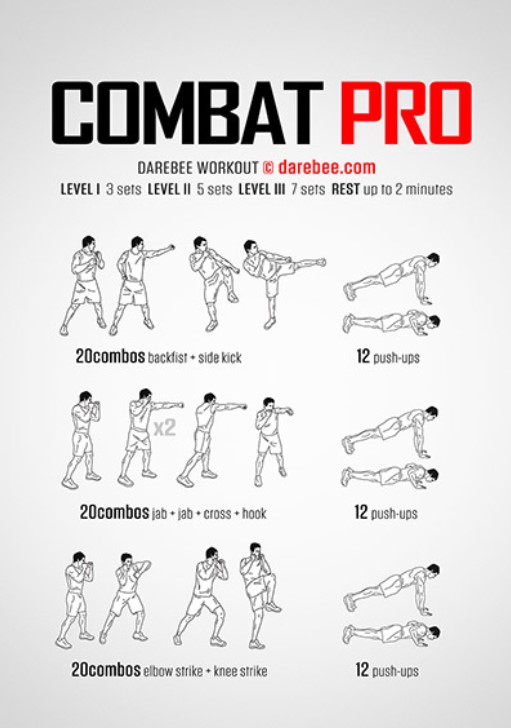 COMBAT PRO
DAREBEE WORKOUT © darebee.com
LEVEL I 3 sets LEVEL II 5 sets LEVEL III 7 sets REST up to 2 minutes
20combos backfist + side kick
12 push-ups
x2
20combos jab + jab + cross + hook
12 push-ups
20combos elbow strike + knee strike
12 push-ups